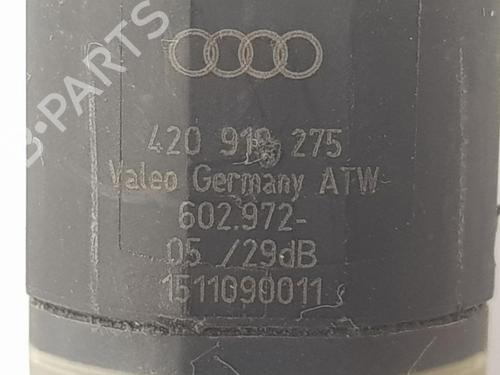 B-PARTS
420 919 275
Valeo Germany ATW
602.972-
05 /29dB
1511090011